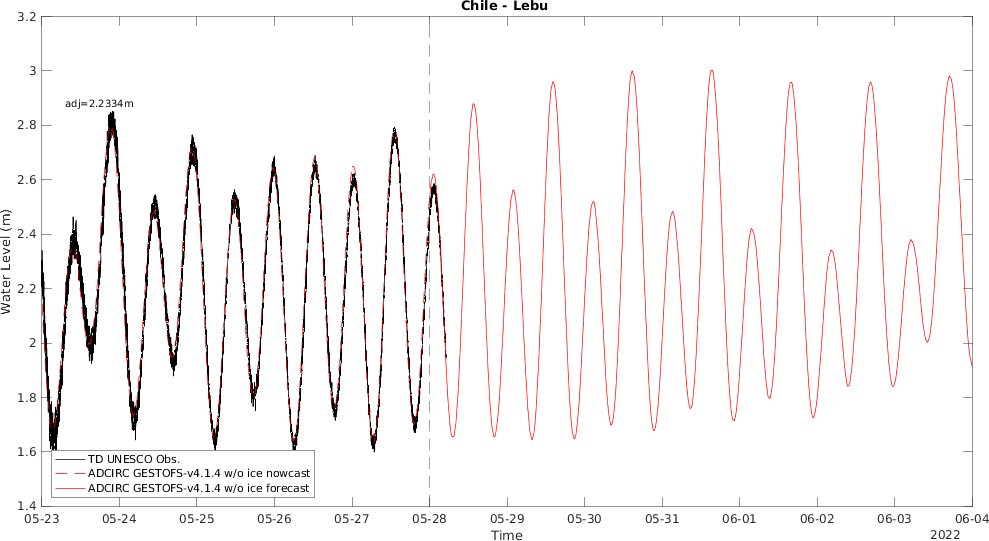 Chile - Lebu
3.2
3
2.8
2.6
2.4
2.2
2
1.8
1.6
1.4
Water Level (m)
adj=2.2334m
TD UNESCO Obs.
ADCIRC GESTOFS-v4.1.4 w/o ice nowcast
ADCIRC GESTOFS-v4.1.4 w/o ice forecast
05-23 05-24 05-25 05-26 05-27 05-28 05-29 05-30 05-31 06-01 06-02 06-03 06-04
Time
2022